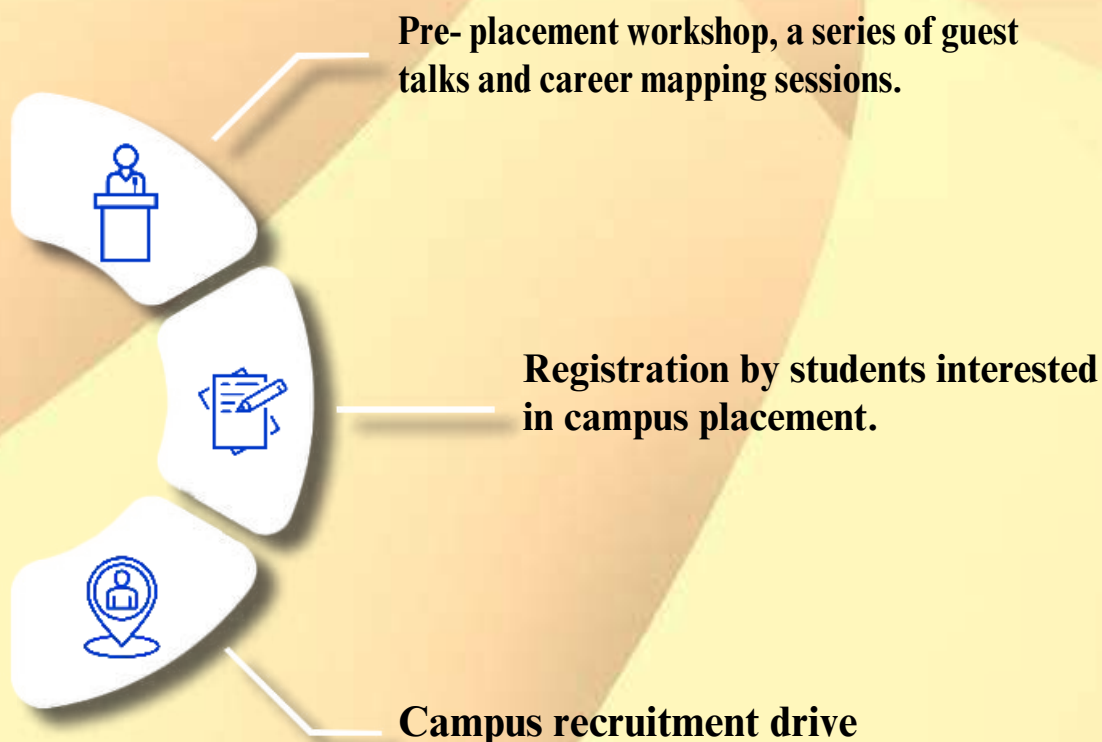 Pre- placement workshop, a series of guest
talks and career mapping sessions.
Registration by students interested
in campus placement.
Campus recruitment drive